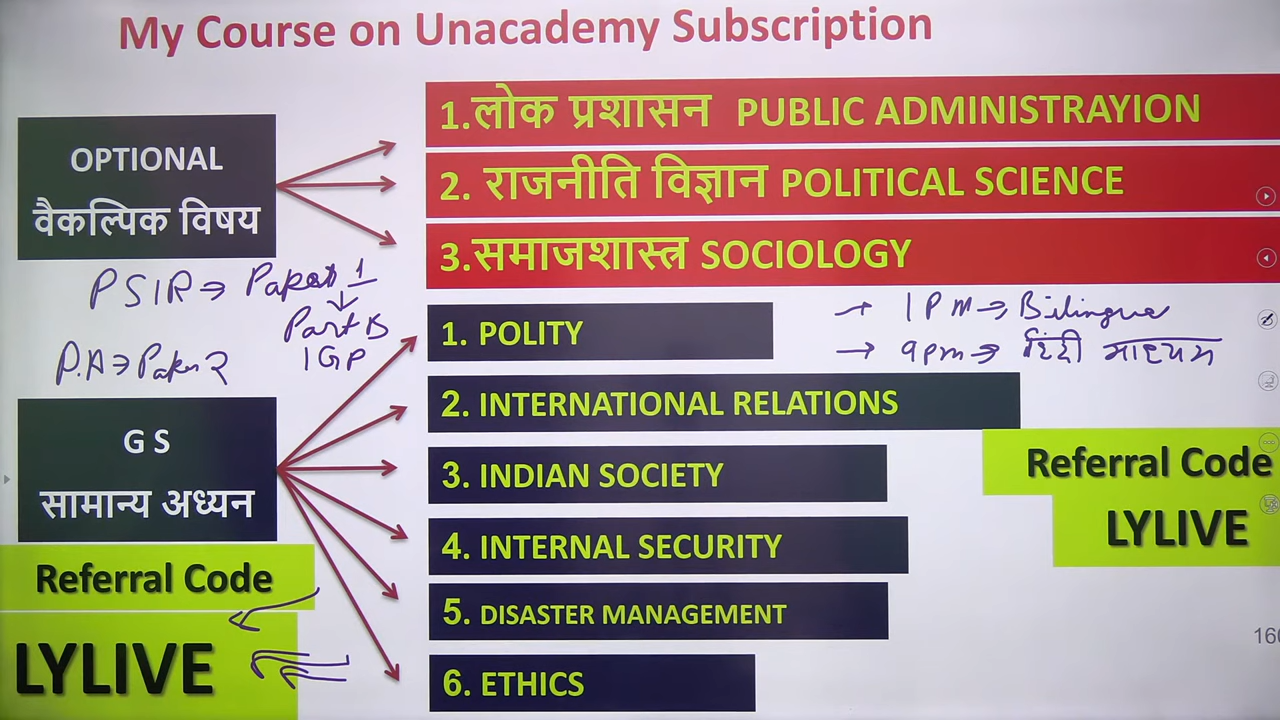 My Course on Unacademy Subscription
OPTIONAL
वैकल्पिक विषय
1.लोक प्रशासन PUBLIC ADMINISTRAYION
2. राजनीति विज्ञान POLITICAL SCIENCE
3.समाजशास्त्र SOCIOLOGY
PSIR⇒ Paper 1
Part B
IGP
P.A⇒Paper 2
→ 1PM→ Bilingual
→ 9pm→ हिंदी माध्यम
G S
सामान्य अध्यन
1. POLITY
2. INTERNATIONAL RELATIONS
3. INDIAN SOCIETY
4. INTERNAL SECURITY
5. DISASTER MANAGEMENT
6. ETHICS
Referral Code
LYLIVE
Referral Code
LYLIVE